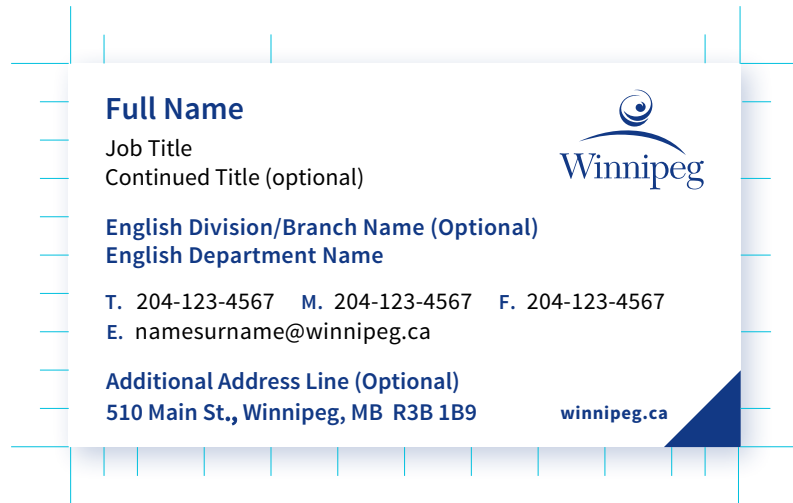 Full Name
Job Title
Continued Title (optional)
Winnipeg
English Division/Branch Name (Optional)
English Department Name
T. 204-123-4567 M. 204-123-4567 F. 204-123-4567
E. namesurname@winnipeg.ca
Additional Address Line (Optional)
510 Main St., Winnipeg, MB R3B 1B9
winnipeg.ca